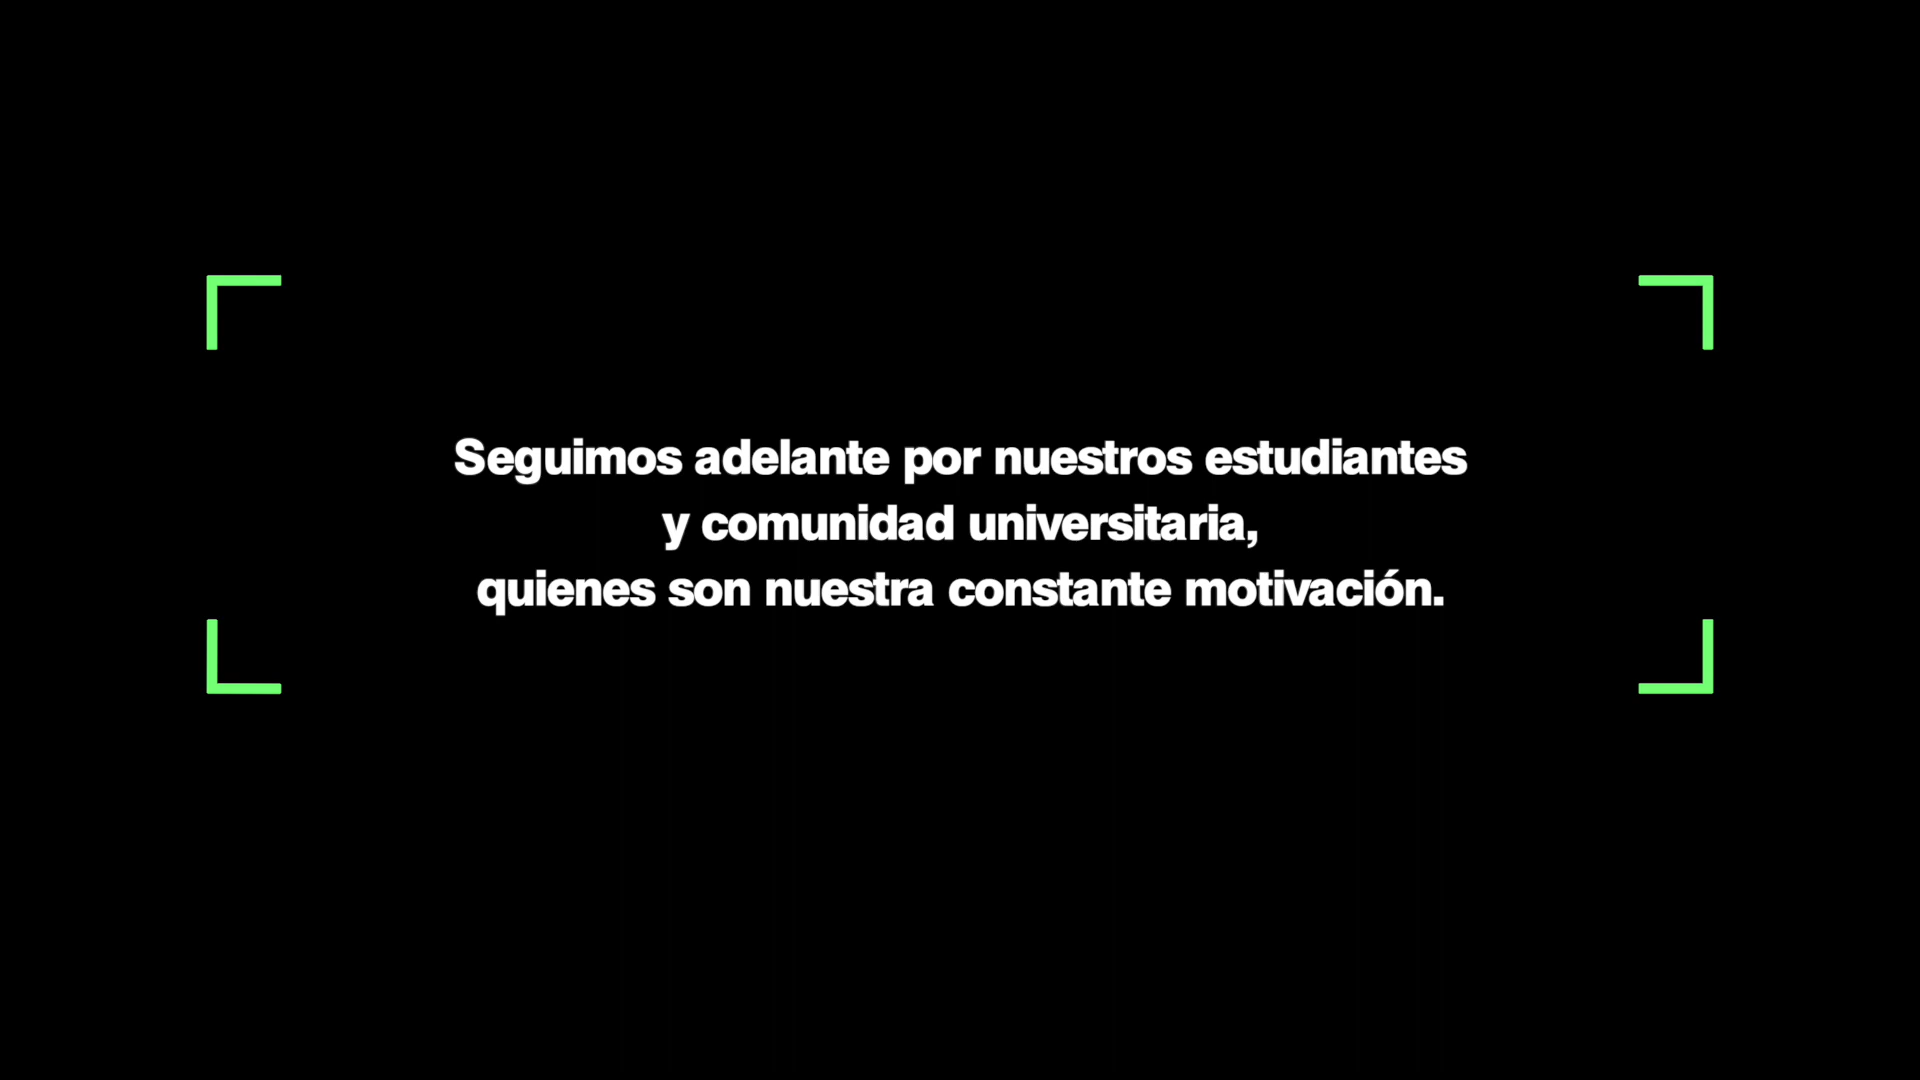 Seguimos adelante por nuestros estudiantes
y comunidad universitaria,
quienes son nuestra constante motivación.